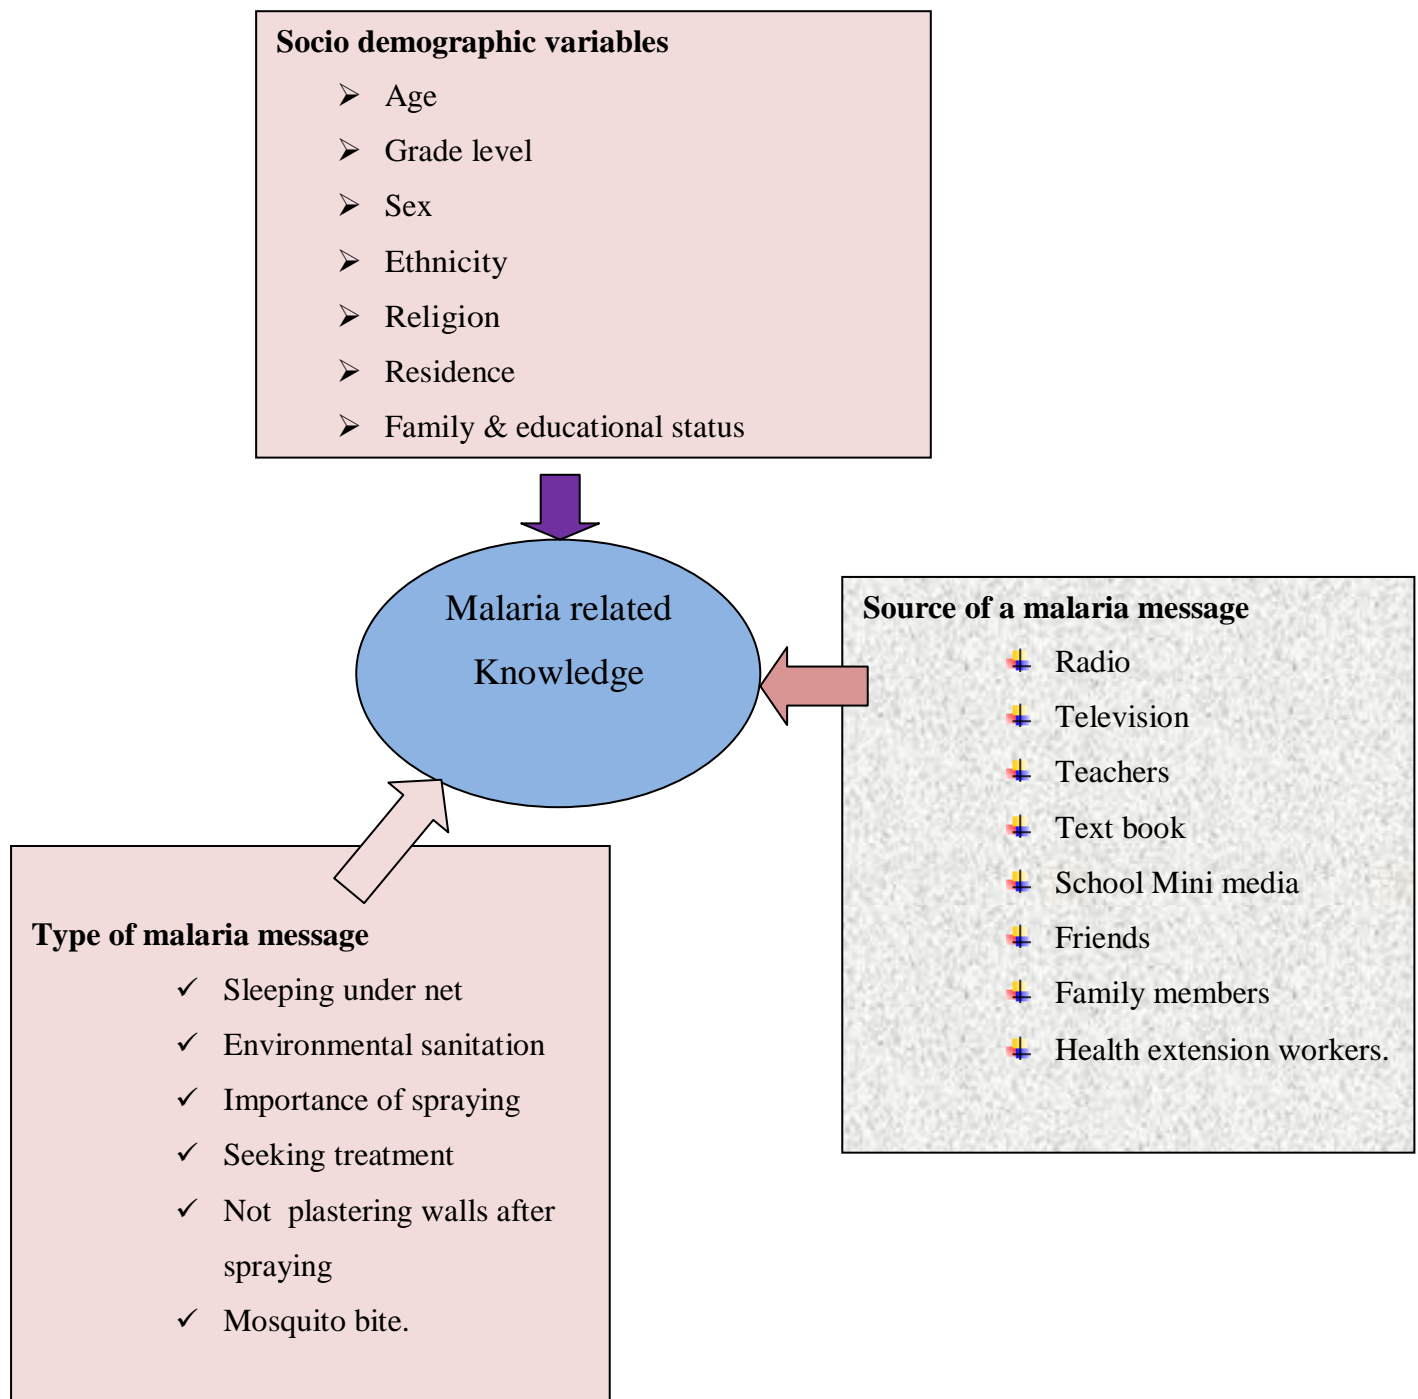 Socio demographic variables
Age
Grade level
Sex
Ethnicity
Religion
Residence
Family & educational status
Malaria related
Knowledge
Source of a malaria message
Radio
Television
Teachers
Text book
School Mini media
Friends
Family members
Health extension workers.
Type of malaria message
Sleeping under net
Environmental sanitation
Importance of spraying
Seeking treatment
Not  plastering walls after
spraying
Mosquito bite.